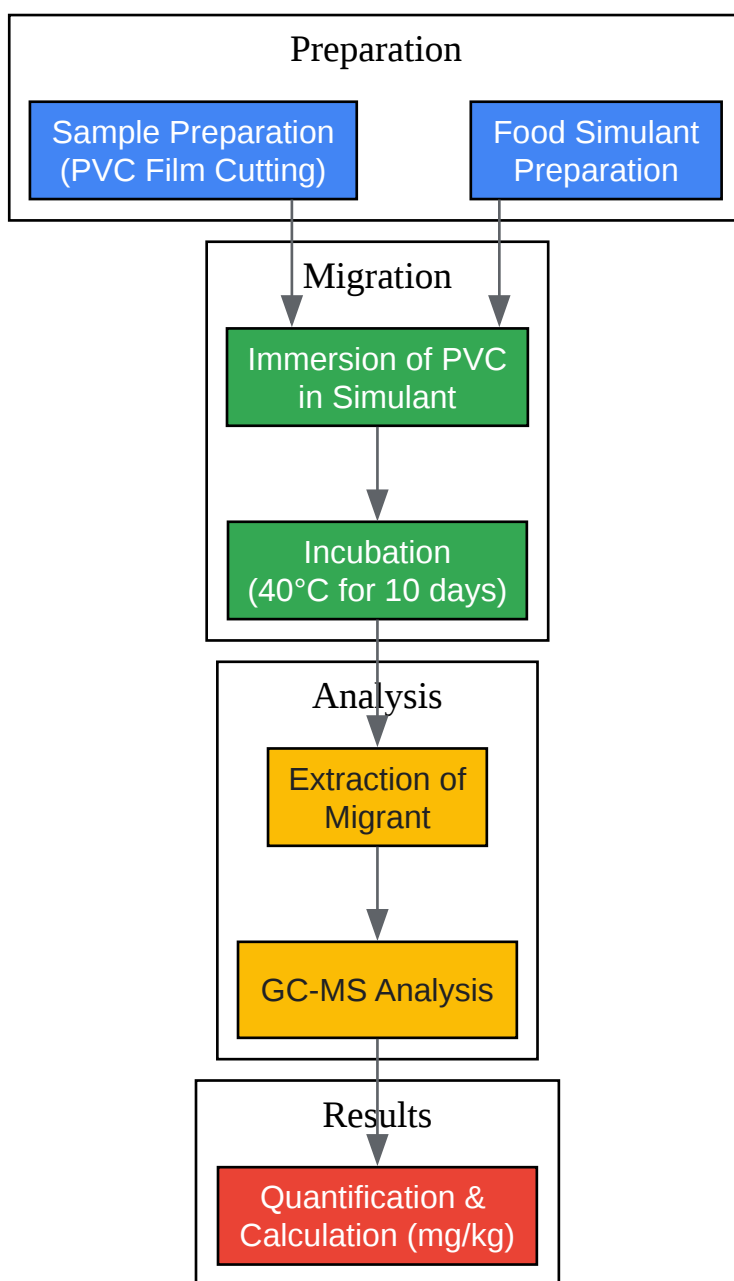 Preparation
Sample Preparation
(PVC Film Cutting)
Food Simulant
Preparation
Migration
Immersion of PVC
in Simulant
Incubation
(40°C for 10 days)
Analysis
Extraction of
Migrant
GC-MS Analysis
Results
Quantification &
Calculation (mg/kg)